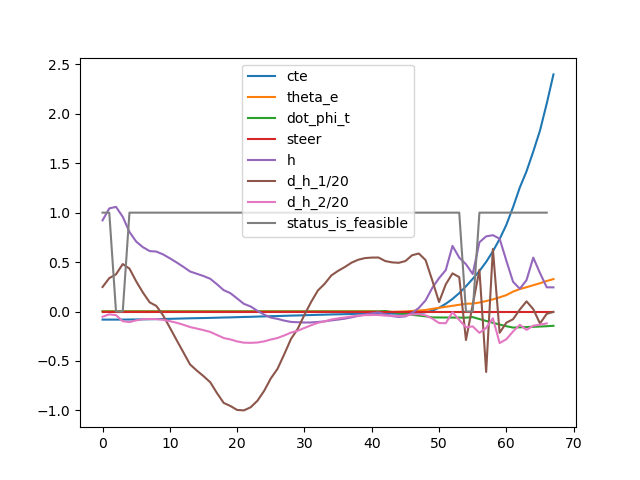 2.5
2.0
1.5
1.0
0.5
0.0
−0.5
−1.0
cte
theta_e
dot_phi_t
steer
h
d_h_1/20
d_h_2/20
status_is_feasible
0 10 20 30 40 50 60 70